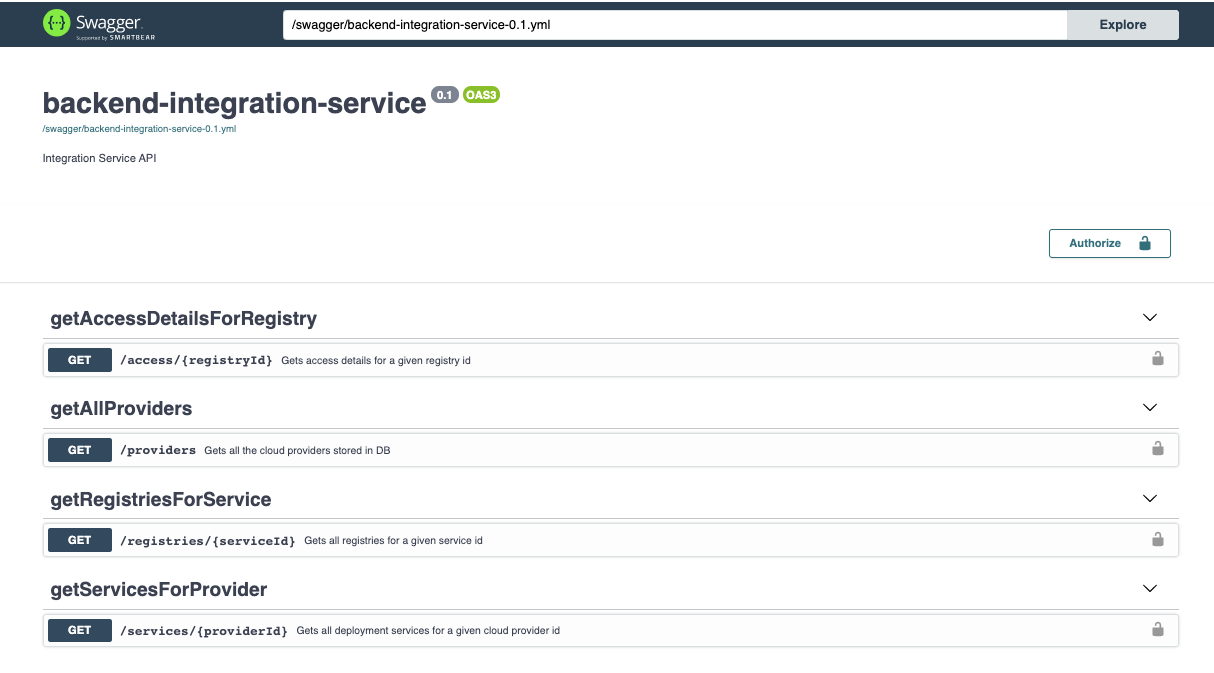 {···} Swagger.
Supported by SMARTBEAR
/swagger/backend-integration-service-0.1.yml Explore
backend-integration-service 0.1 OAS3
/swagger/backend-integration-service-0.1.yml
Integration Service API
Authorize
getAccessDetailsForRegistry
GET /access/{registryId} Gets access details for a given registry id
getAllProviders
GET /providers Gets all the cloud providers stored in DB
getRegistriesForService
GET /registries/{serviceId} Gets all registries for a given service id
getServicesForProvider
GET /services/{providerId} Gets all deployment services for a given cloud provider id